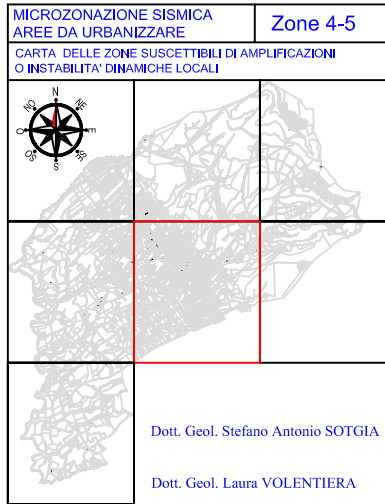 MICROZONAZIONE SISMICA
AREE DA URBANIZZARE
Zone 4-5
CARTA DELLE ZONE SUSCETTIBILI DI AMPLIFICAZIONI
O INSTABILITA' DINAMICHE LOCALI
N
NO
NE
O
E
SO
SE
S
Dott. Geol. Stefano Antonio SOTGIA
Dott. Geol. Laura VOLENTIERA